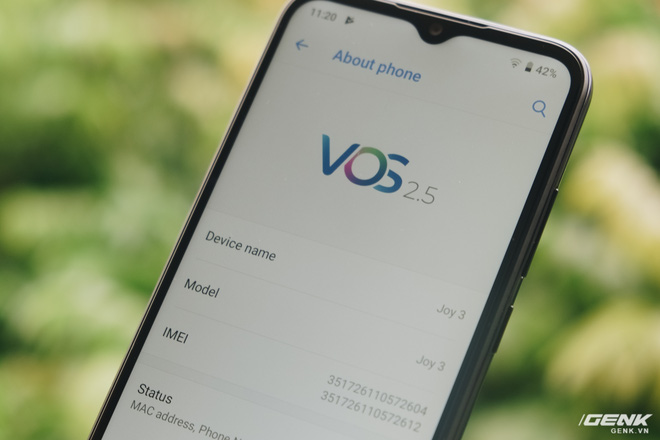 11:20
42%
About phone
VOS 2.5
Device name
Joy 3
Model
Joy 3
IMEI
351726110572604
351726110572612
Status
MAC address, Phone
GENK
GENK.VN